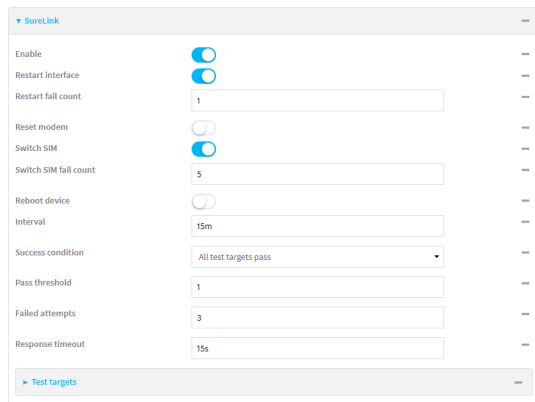 SureLink
Enable
Restart interface
Restart fail count
1
Reset modem
Switch SIM
Switch SIM fail count
5
Reboot device
Interval
15m
Success condition
All test targets pass
Pass threshold
1
Failed attempts
3
Response timeout
15s
Test targets